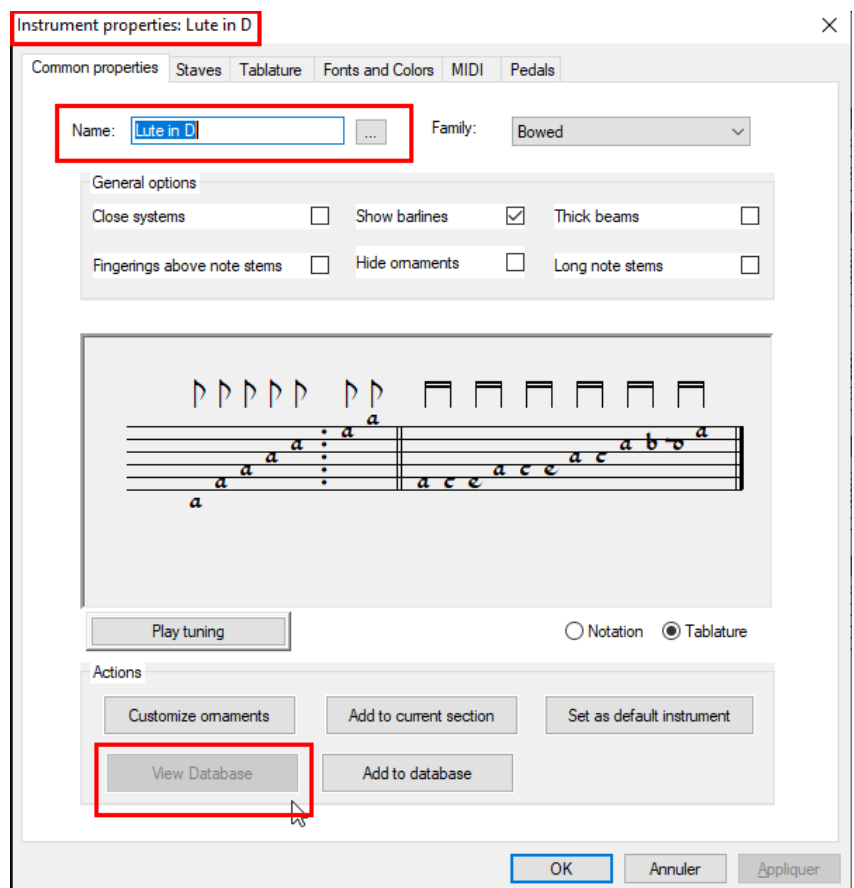 Instrument properties: Lute in D
Common properties Staves Tablature Fonts and Colors MIDI Pedals
Name: Lute in D ... Family: Bowed
General options
Close systems Show barlines Thick beams
Fingerings above note stems Hide ornaments Long note stems
a
a a
a b a
a a c
a a c e
a a c e
a
Play tuning Notation Tablature
Actions
Customize ornaments Add to current section Set as default instrument
View Database Add to database
OK Annuler Appliquer